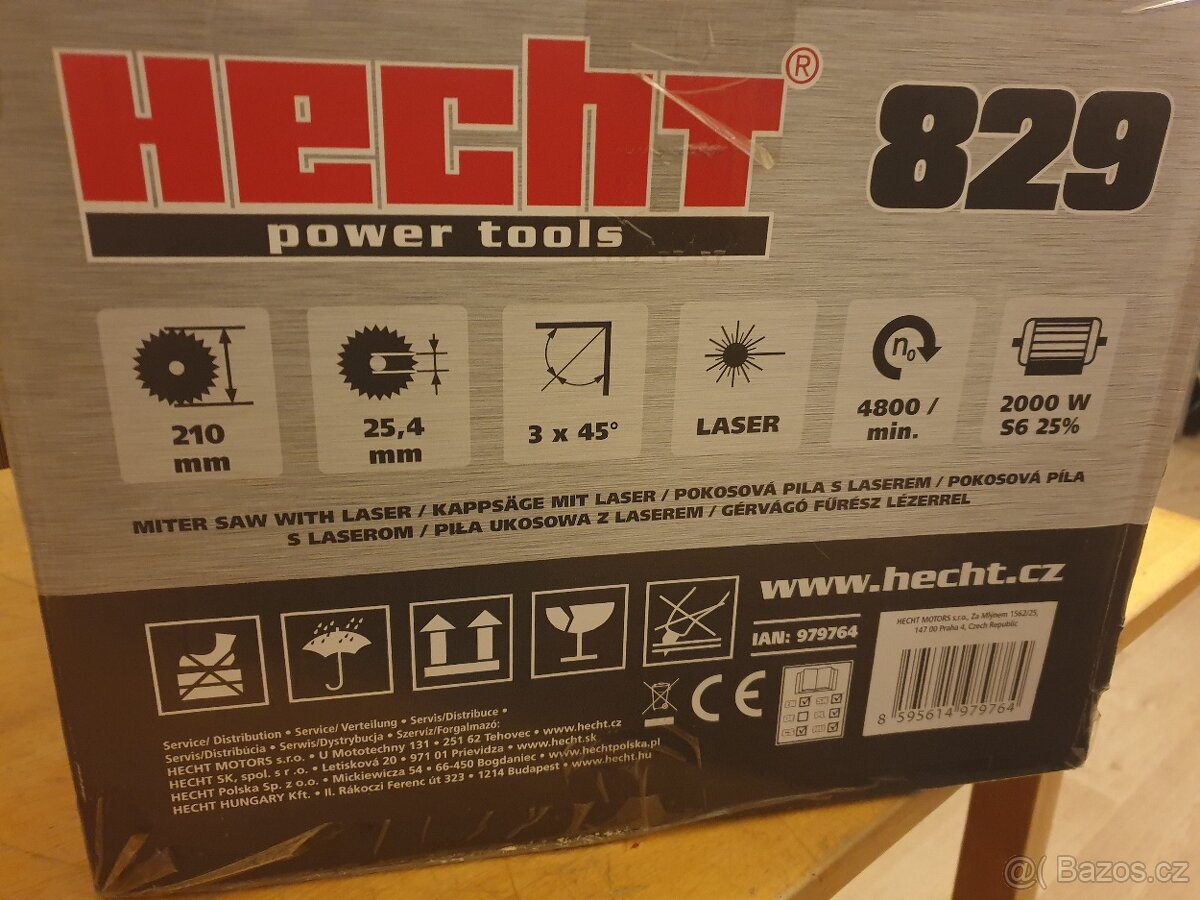 HECHT®
power tools
829
210
mm
25,4
mm
3 x 45°
LASER
n0
4800 /
min.
2000 W
S6 25%
MITER SAW WITH LASER / KAPPSÄGE MIT LASER / POKOSOVÁ PILA S LASEREM / POKOSOVÁ PÍLA
S LASEROM / PIŁA UKOSOWA Z LASEREM / GÉRVÁGÓ FŰRÉSZ LÉZERREL
www.hecht.cz
IAN: 979764
HECHT MOTORS s.r.o., Za Mlýnem 1562/25,
147 00 Praha 4, Czech Republic
8 595614 979764
CE
Service/ Distribution • Service/ Verteilung • Servis/Distribuce •
Servis/Distribúcia • Serwis/Dystrybucja • Szerviz/Forgalmazó:
HECHT MOTORS s.r.o. • U Mototechny 131 • 251 62 Tehovec • www.hecht.cz
HECHT SK, spol. s r .o. • Letisková 20 • 971 01 Prievidza • www.hecht.sk
HECHT Polska Sp. z o.o. • Mickiewicza 54 • 66-450 Bogdaniec • www.hechtpolska.pl
HECHT HUNGARY Kft. • II. Rákoczi Ferenc út 323 • 1214 Budapest • www.hecht.hu
@( Bazos.cz